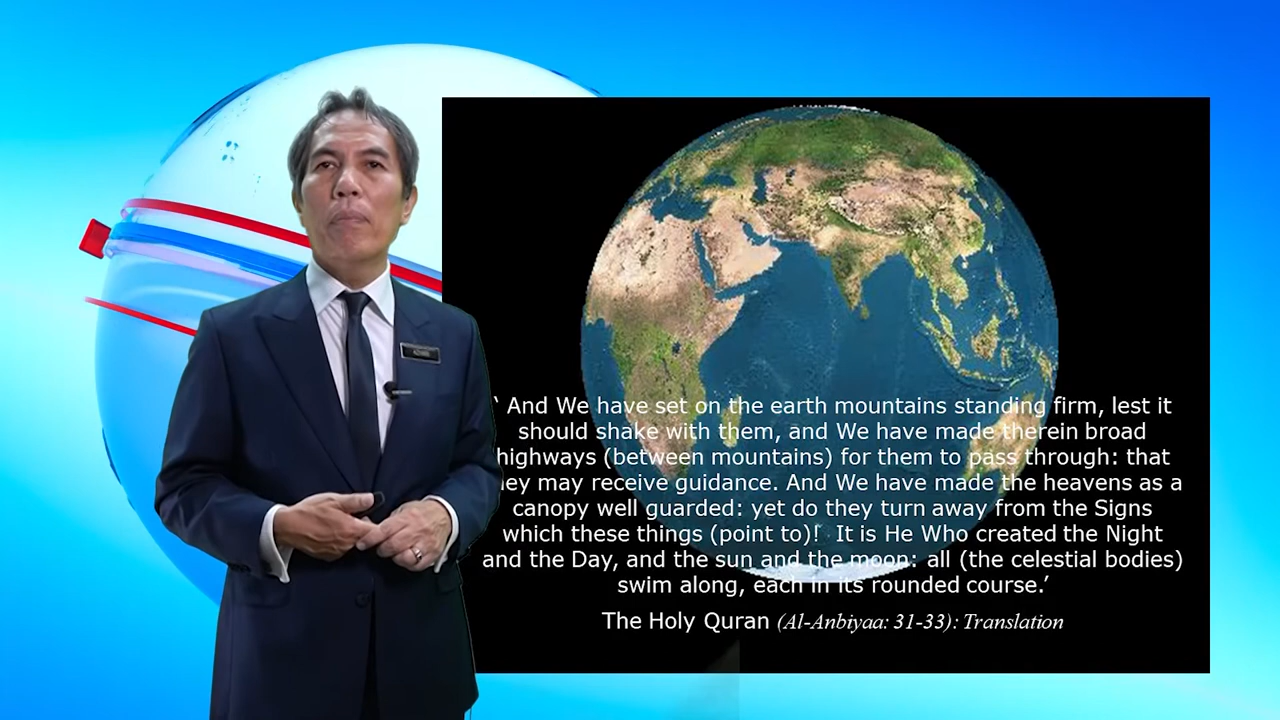 ‘ And We have set on the earth mountains standing firm, lest it
should shake with them, and We have made therein broad
highways (between mountains) for them to pass through: that
ey may receive guidance. And We have made the heavens as a
canopy well guarded: yet do they turn away from the Signs
which these things (point to)! It is He Who created the Night
and the Day, and the sun and the moon: all (the celestial bodies)
swim along, each in its rounded course.’
The Holy Quran (Al-Anbiyaa: 31-33): Translation